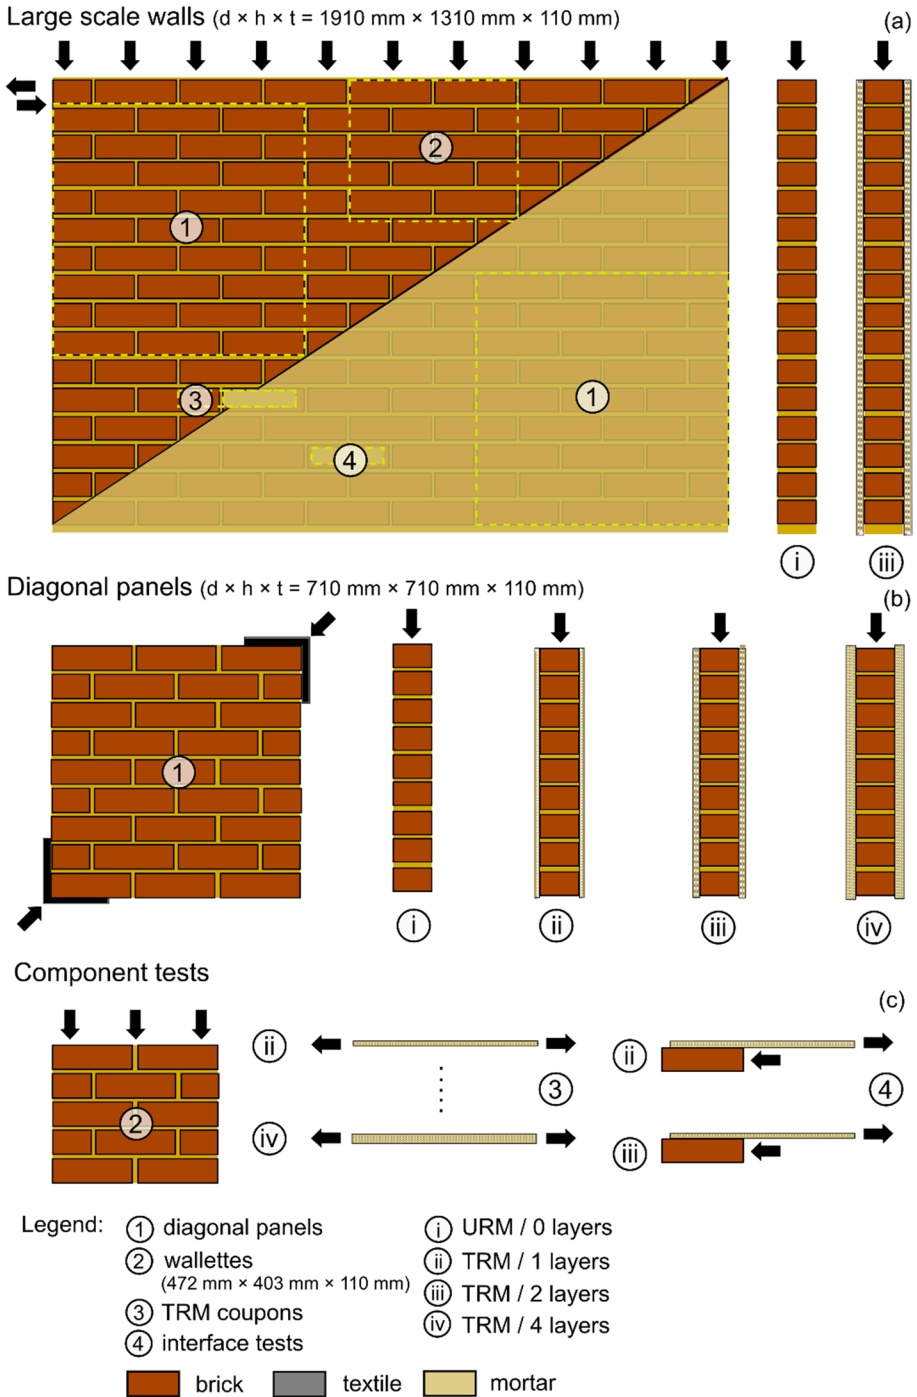 Large scale walls (d × h × t = 1910 mm × 1310 mm × 110 mm)
(a)
2
1
3
1
4
i
iii
Diagonal panels (d × h × t = 710 mm × 710 mm × 110 mm)
(b)
1
i
ii
iii
iv
Component tests
(c)
ii
ii
3
4
2
iv
iii
Legend:
1 diagonal panels
2 wallettes
(472 mm × 403 mm × 110 mm)
3 TRM coupons
4 interface tests
i URM / 0 layers
ii TRM / 1 layers
iii TRM / 2 layers
iv TRM / 4 layers
brick
textile
mortar